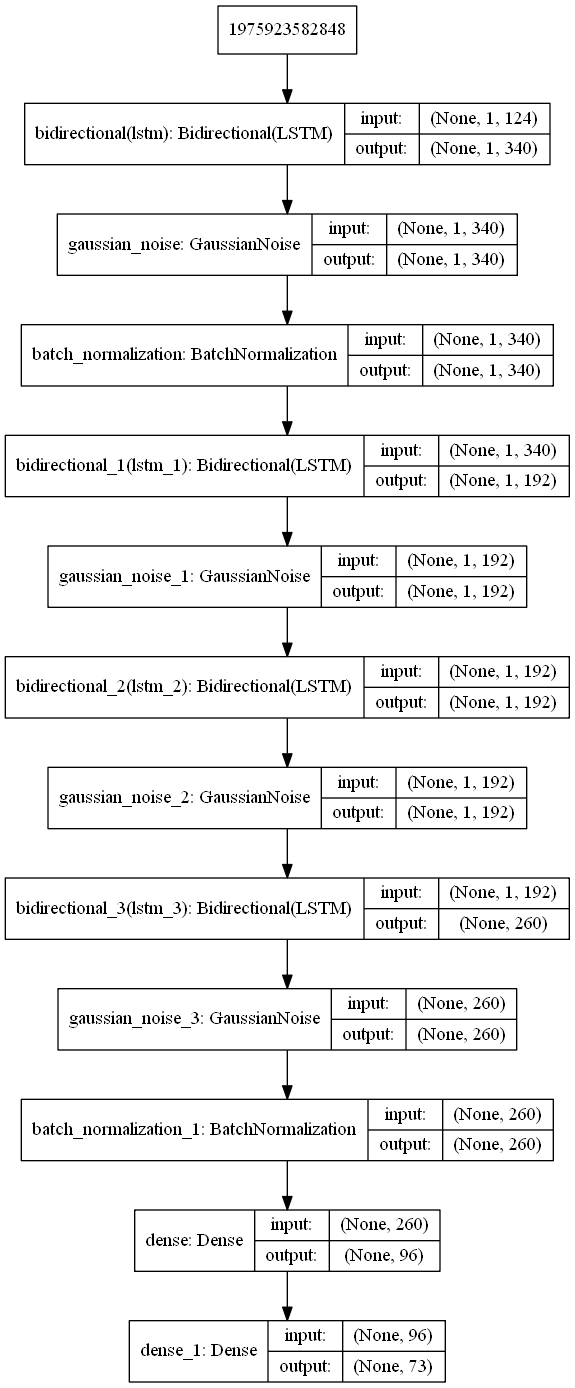 1975923582848
bidirectional(lstm): Bidirectional(LSTM)
input: (None, 1, 124)
output: (None, 1, 340)
gaussian_noise: GaussianNoise
input: (None, 1, 340)
output: (None, 1, 340)
batch_normalization: BatchNormalization
input: (None, 1, 340)
output: (None, 1, 340)
bidirectional_1(lstm_1): Bidirectional(LSTM)
input: (None, 1, 340)
output: (None, 1, 192)
gaussian_noise_1: GaussianNoise
input: (None, 1, 192)
output: (None, 1, 192)
bidirectional_2(lstm_2): Bidirectional(LSTM)
input: (None, 1, 192)
output: (None, 1, 192)
gaussian_noise_2: GaussianNoise
input: (None, 1, 192)
output: (None, 1, 192)
bidirectional_3(lstm_3): Bidirectional(LSTM)
input: (None, 1, 192)
output: (None, 260)
gaussian_noise_3: GaussianNoise
input: (None, 260)
output: (None, 260)
batch_normalization_1: BatchNormalization
input: (None, 260)
output: (None, 260)
dense: Dense
input: (None, 260)
output: (None, 96)
dense_1: Dense
input: (None, 96)
output: (None, 73)